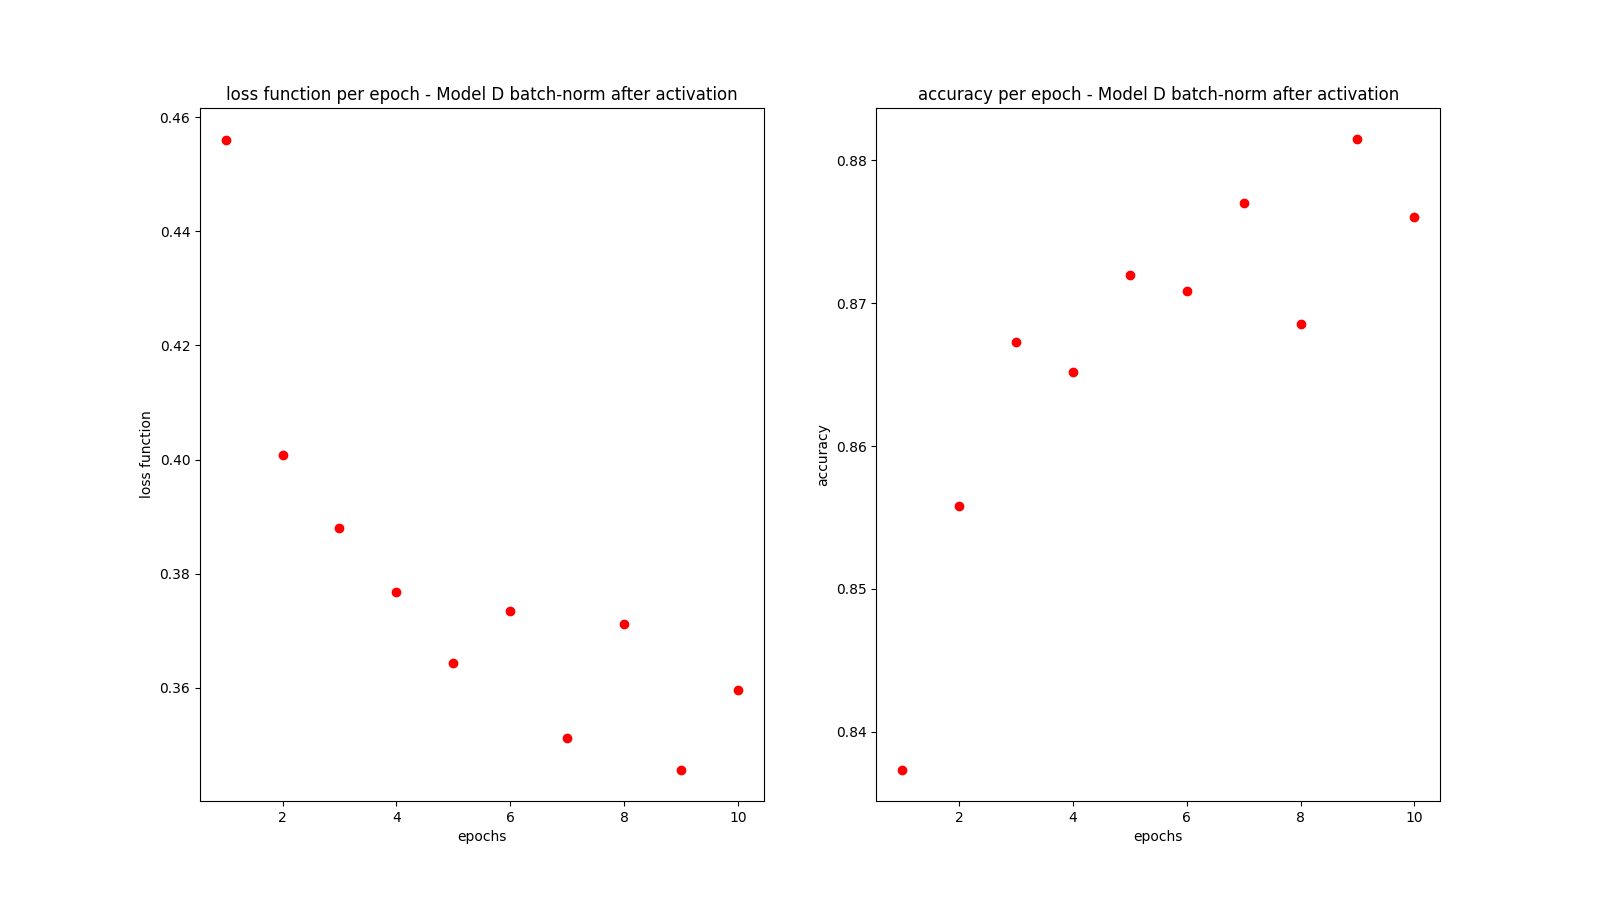 loss function per epoch - Model D batch-norm after activation
0.46
0.44
0.42
0.40
0.38
0.36
loss function
2 4 6 8 10
epochs
accuracy per epoch - Model D batch-norm after activation
0.88
0.87
0.86
0.85
0.84
accuracy
2 4 6 8 10
epochs